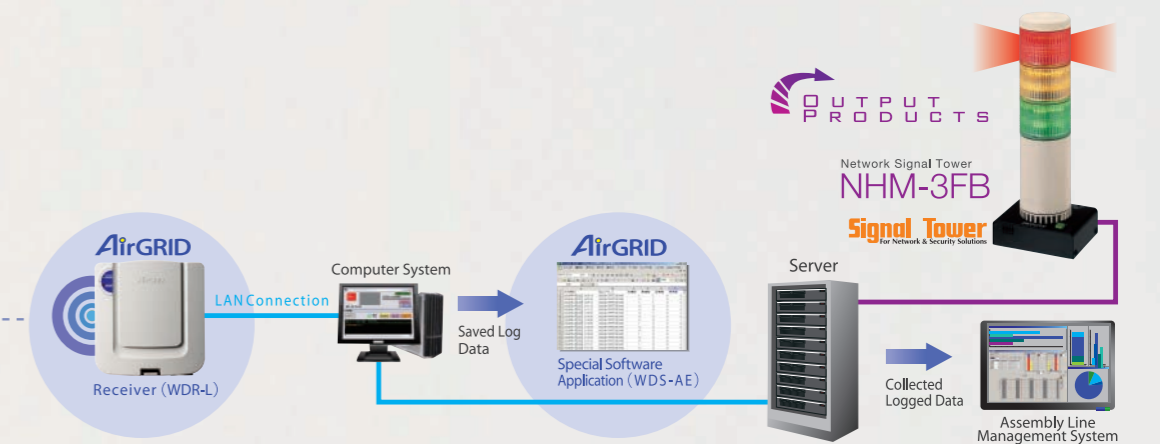 OUTPUT
PRODUCTS
Network Signal Tower
NHM-3FB
Signal Tower
For Network & Security Solutions
AirGRID
AirGRID
Computer System
Server
LAN Connection
Saved Log
Data
Special Software
Application (WDS-AE)
Receiver (WDR-L)
Collected
Logged Data
Assembly Line
Management System